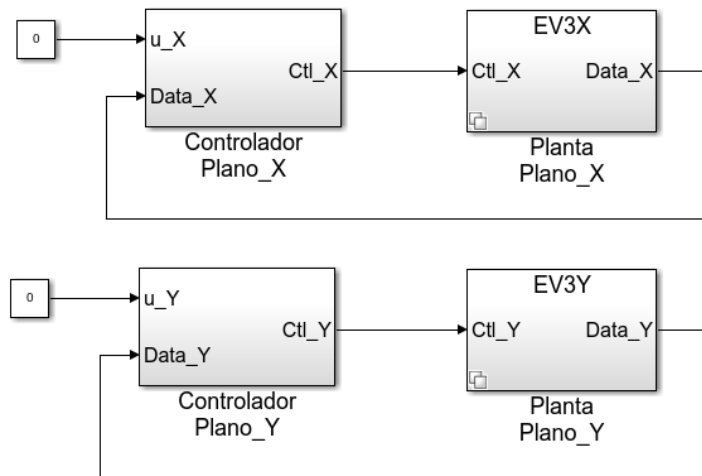 0
u_X
Data_X
Ctl_X
Controlador
Plano_X
EV3X
Ctl_X
Data_X
Planta
Plano_X
0
u_Y
Data_Y
Ctl_Y
Controlador
Plano_Y
EV3Y
Ctl_Y
Data_Y
Planta
Plano_Y